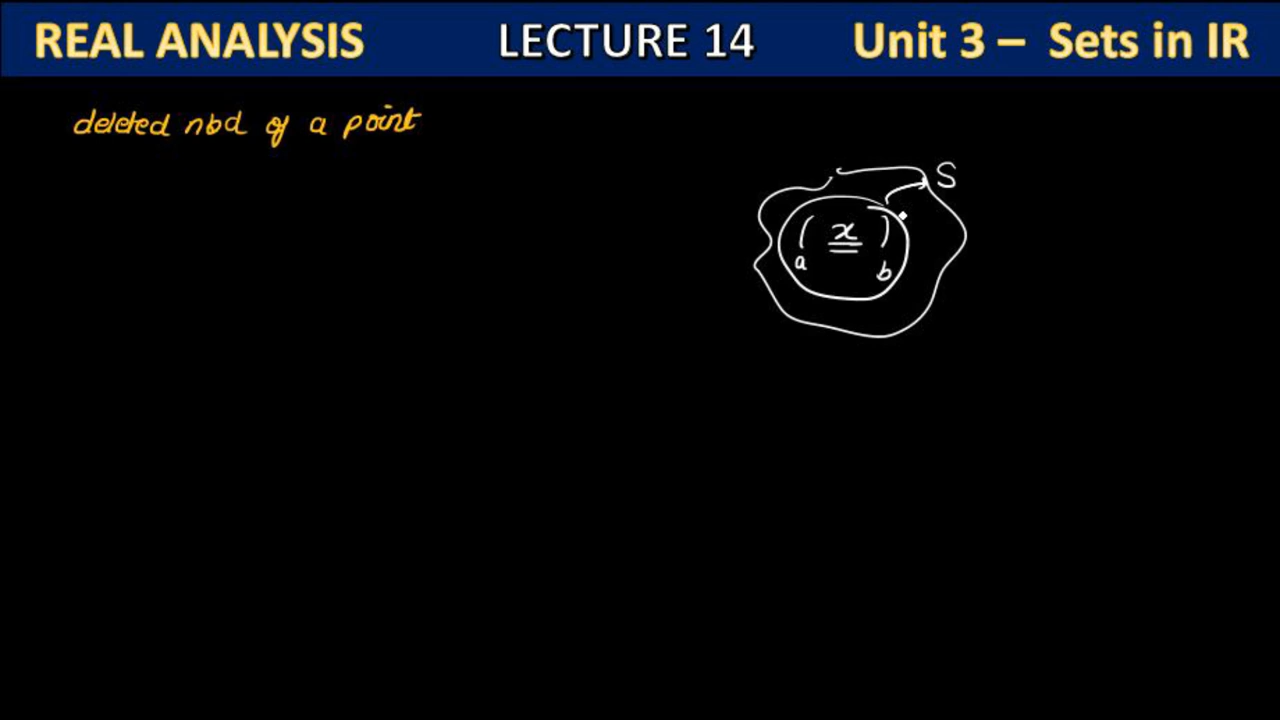 REAL ANALYSIS LECTURE 14 Unit 3 – Sets in IR
deleted nbd of a point
S
( x )
a b